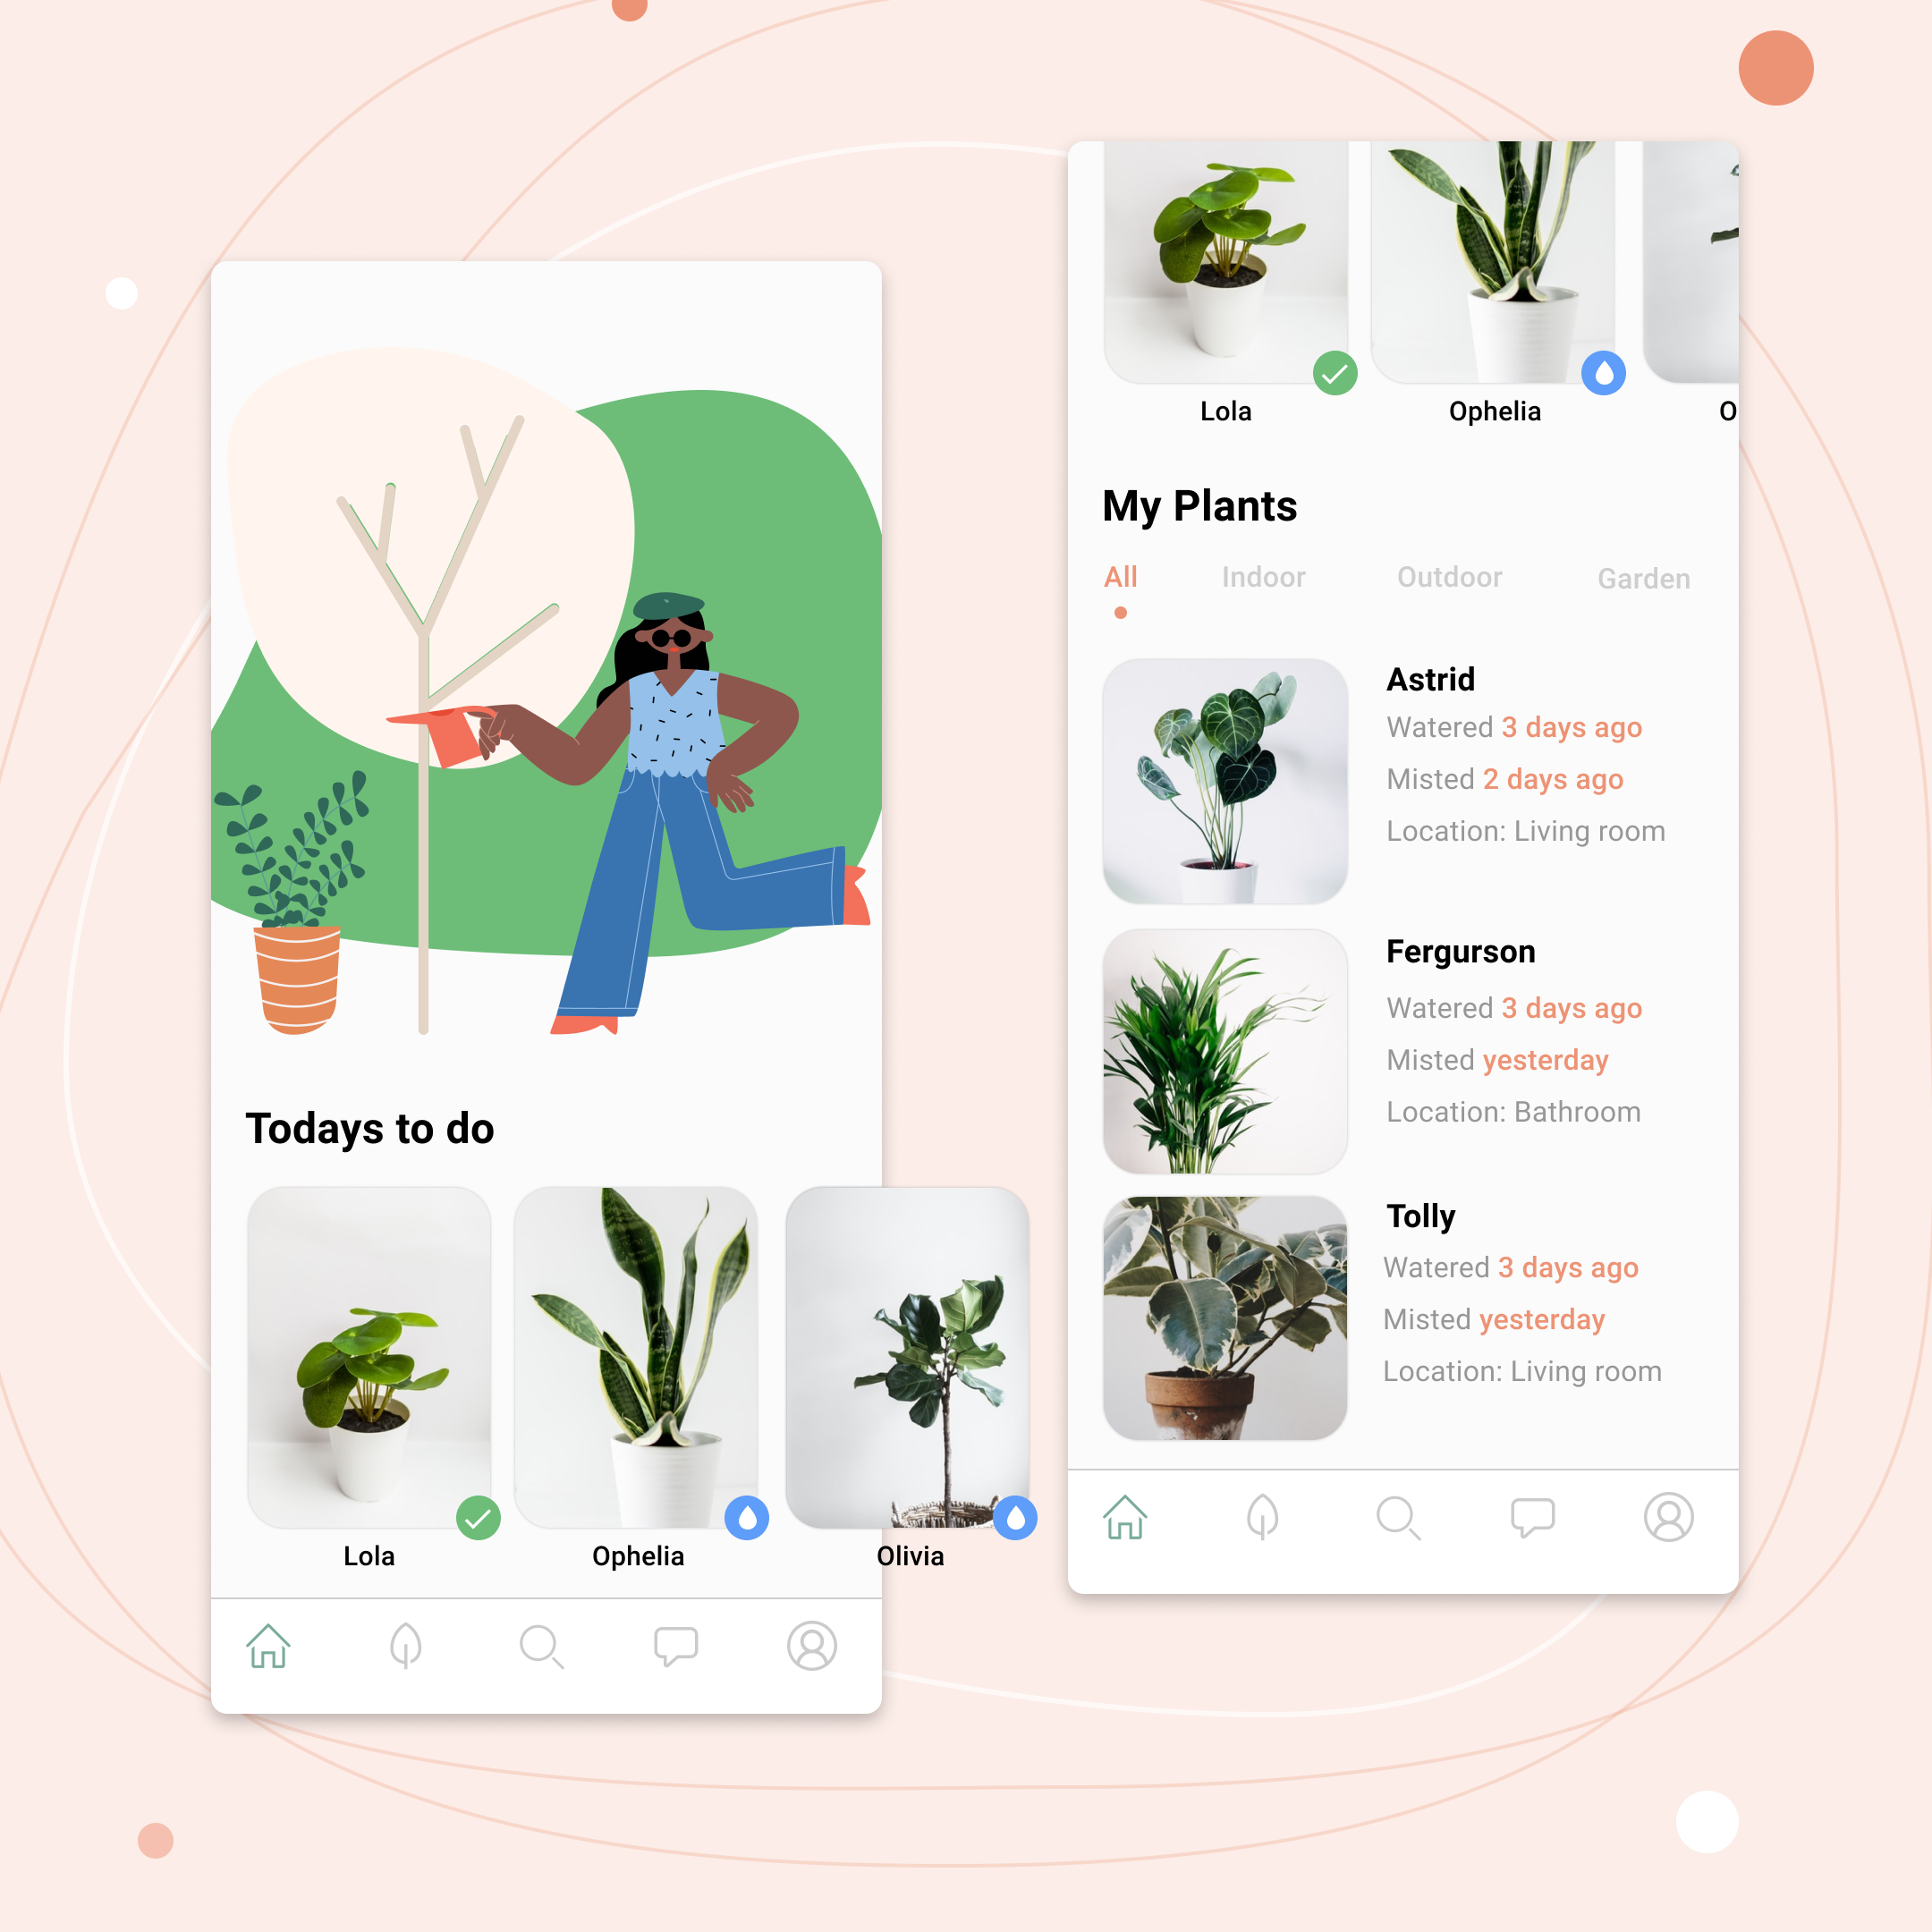 Todays to do
Lola
Ophelia
Olivia
Lola
Ophelia
O
My Plants
All
Indoor
Outdoor
Garden
Astrid
Watered 3 days ago
Misted 2 days ago
Location: Living room
Fergurson
Watered 3 days ago
Misted yesterday
Location: Bathroom
Tolly
Watered 3 days ago
Misted yesterday
Location: Living room